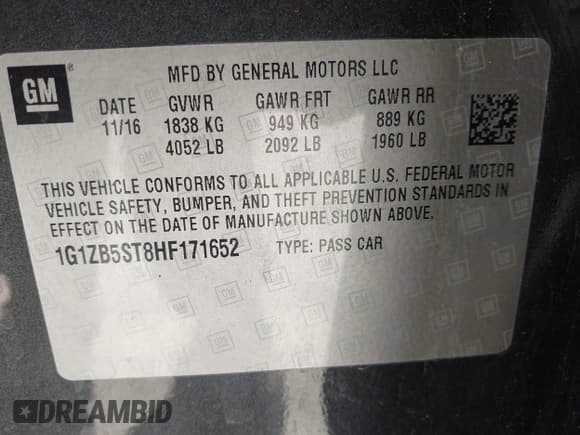 GM
MFD BY GENERAL MOTORS LLC
DATE GVWR GAWR FRT GAWR RR
11/16 1838 KG 949 KG 889 KG
4052 LB 2092 LB 1960 LB
THIS VEHICLE CONFORMS TO ALL APPLICABLE U.S. FEDERAL MOTOR
VEHICLE SAFETY, BUMPER, AND THEFT PREVENTION STANDARDS IN
EFFECT ON THE DATE OF MANUFACTURE SHOWN ABOVE.
1G1ZB5ST8HF171652 TYPE: PASS CAR
DREAMBID